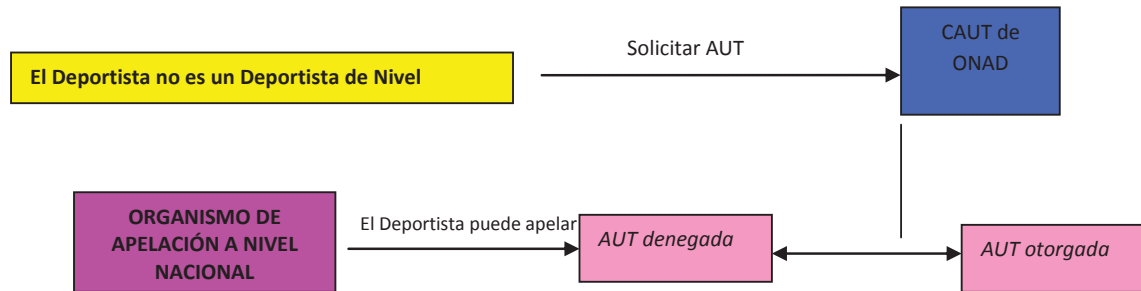 Solicitar AUT
CAUT de
ONAD
El Deportista no es un Deportista de Nivel
ORGANISMO DE
APELACIÓN A NIVEL
NACIONAL
El Deportista puede apelar
AUT denegada
AUT otorgada